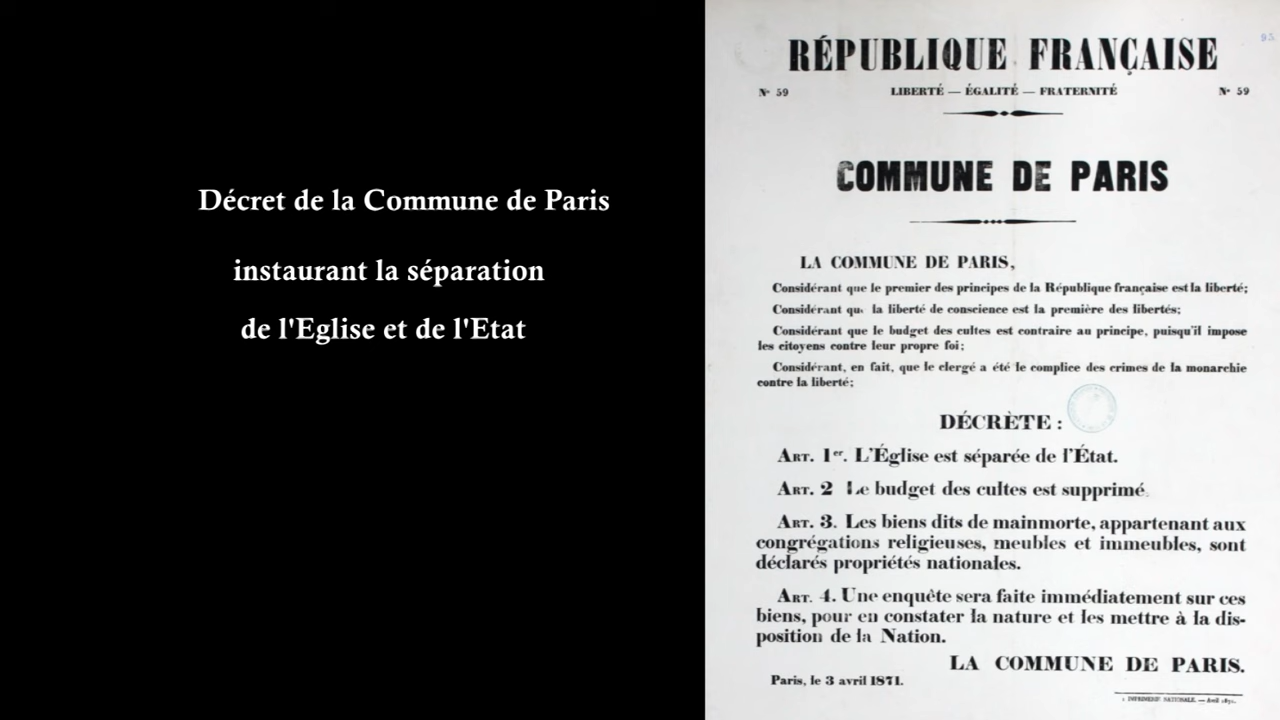 Décret de la Commune de Paris
instaurant la séparation
de l'Eglise et de l'Etat
95
RÉPUBLIQUE FRANÇAISE
N° 59
LIBERTÉ — ÉGALITÉ — FRATERNITÉ
N° 59
COMMUNE DE PARIS
LA COMMUNE DE PARIS,
Considérant que le premier des principes de la République française est la liberté;
Considérant que la liberté de conscience est la première des libertés;
Considérant que le budget des cultes est contraire au principe, puisqu'il impose
les citoyens contre leur propre foi;
Considérant, en fait, que le clergé a été le complice des crimes de la monarchie
contre la liberté;
DÉCRÈTE :
ART. 1er. L'Église est séparée de l'État.
ART. 2 Le budget des cultes est supprimé.
ART. 3. Les biens dits de mainmorte, appartenant aux
congrégations religieuses, meubles et immeubles, sont
déclarés propriétés nationales.
ART. 4. Une enquête sera faite immédiatement sur ces
biens, pour en constater la nature et les mettre à la dis-
position de la Nation.
LA COMMUNE DE PARIS.
Paris, le 3 avril 1871.
IMPRIMERIE NATIONALE. — Avril 1871.